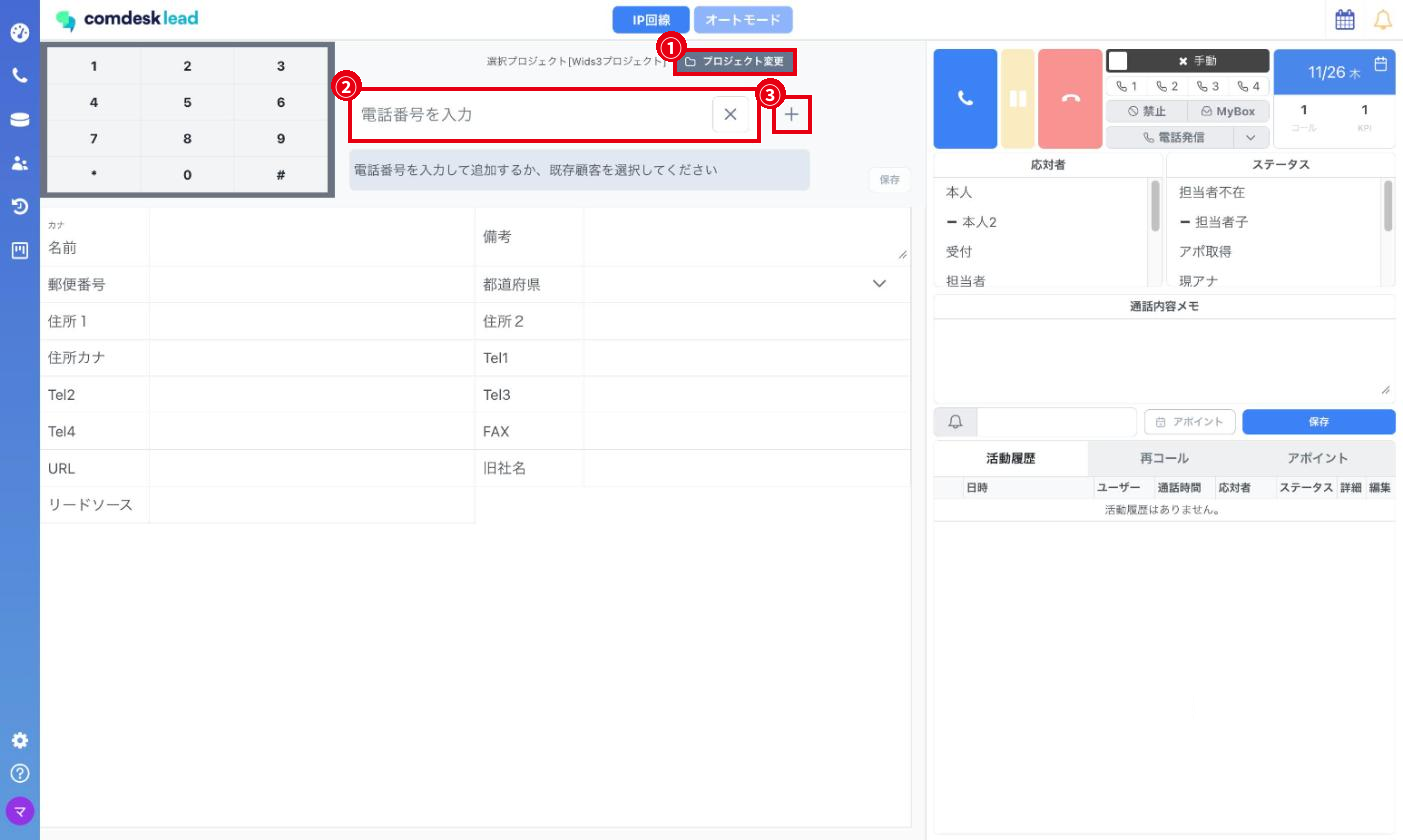 comdesk lead
IP回線
オートモード
①
選択プロジェクト[Wids3プロジェクト]
プロジェクト変更
②
電話番号を入力
③
電話番号を入力して追加するか、既存顧客を選択してください
保存
1 2 3
4 5 6
7 8 9
* 0 #
カナ
名前
備考
郵便番号
都道府県
住所1
住所2
住所カナ
Tel1
Tel2
Tel3
Tel4
FAX
URL
旧社名
リードソース
マ
手動
1 2 3 4
禁止
MyBox
電話発信
11/26 木
1
コール
1
KPI
応対者
ステータス
本人
担当者不在
ー 本人2
ー 担当者子
受付
アポ取得
担当者
現アナ
通話内容メモ
アポイント
保存
活動履歴
再コール
アポイント
日時 ユーザー 通話時間 応対者 ステータス 詳細 編集
活動履歴はありません。